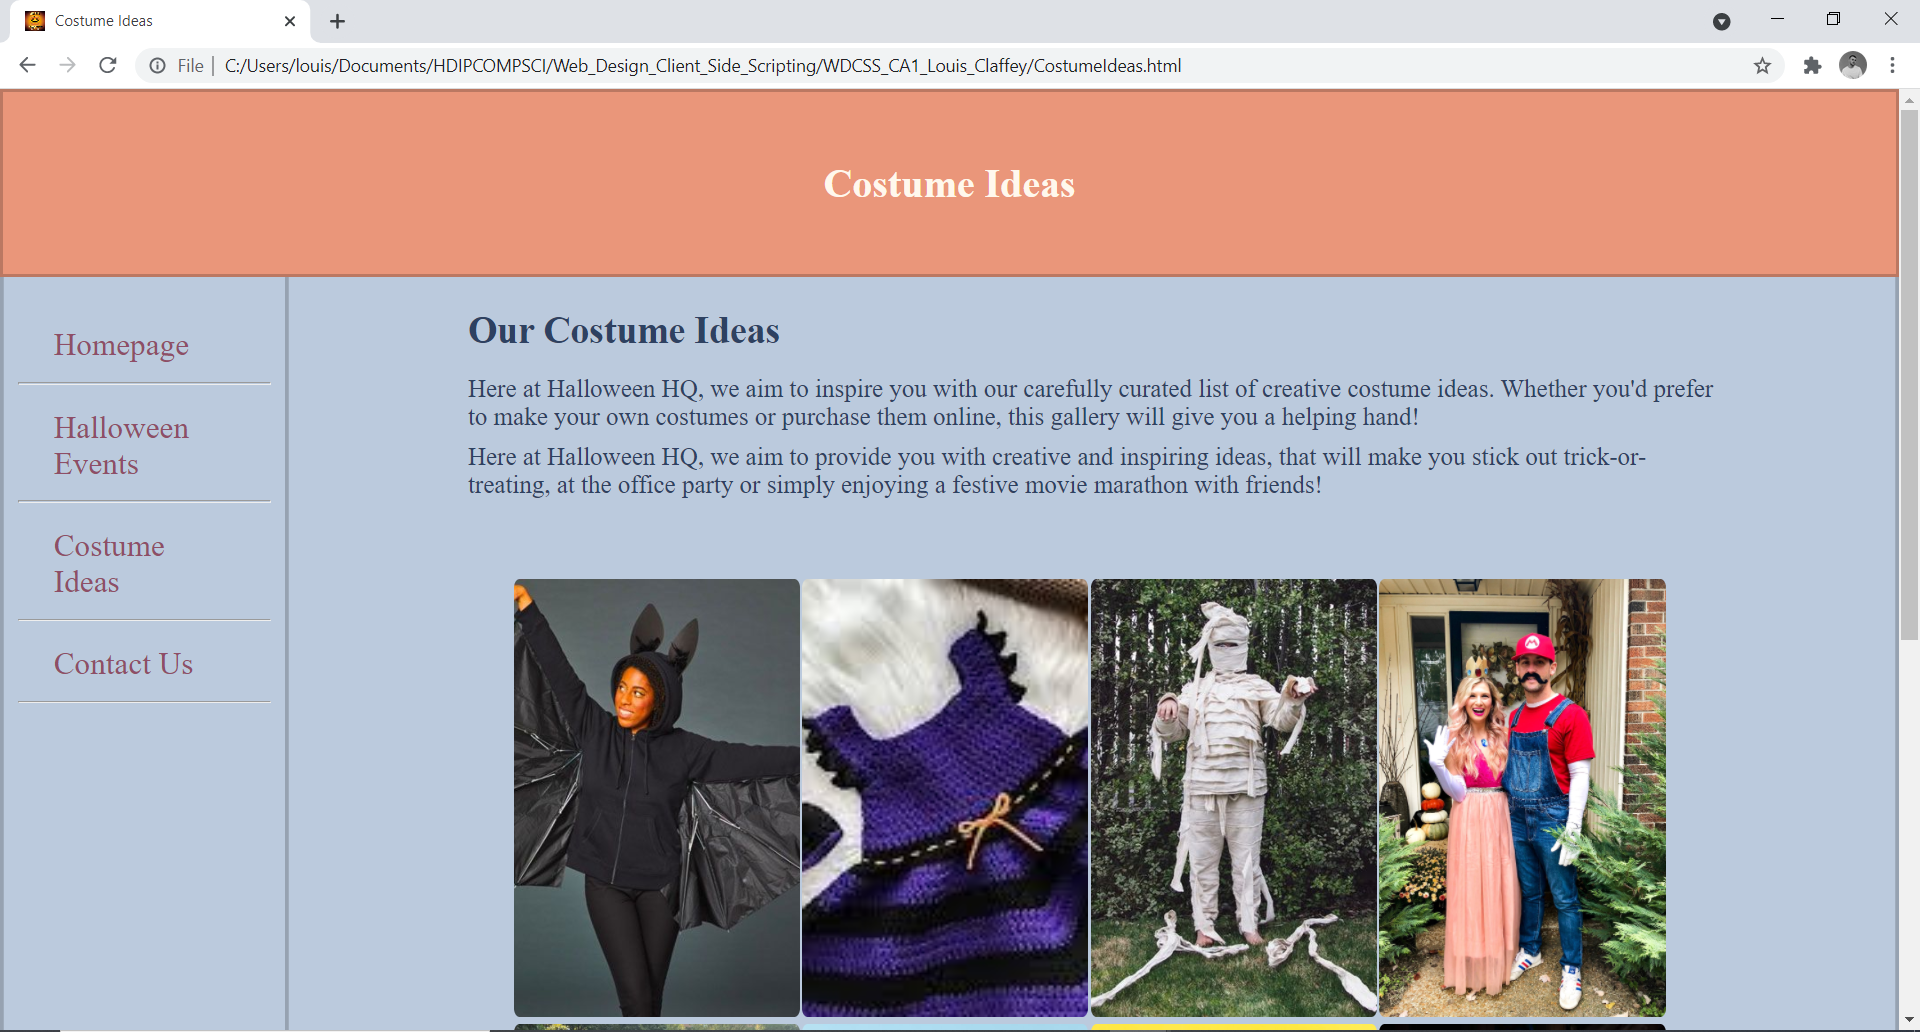 Costume Ideas
File
C:/Users/louis/Documents/HDIPCOMPSCI/Web_Design_Client_Side_Scripting/WDCSS_CA1_Louis_Claffey/CostumeIdeas.html
Costume Ideas
Homepage
Halloween
Events
Costume
Ideas
Contact Us
Our Costume Ideas
Here at Halloween HQ, we aim to inspire you with our carefully curated list of creative costume ideas. Whether you'd prefer
to make your own costumes or purchase them online, this gallery will give you a helping hand!
Here at Halloween HQ, we aim to provide you with creative and inspiring ideas, that will make you stick out trick-or-
treating, at the office party or simply enjoying a festive movie marathon with friends!
M